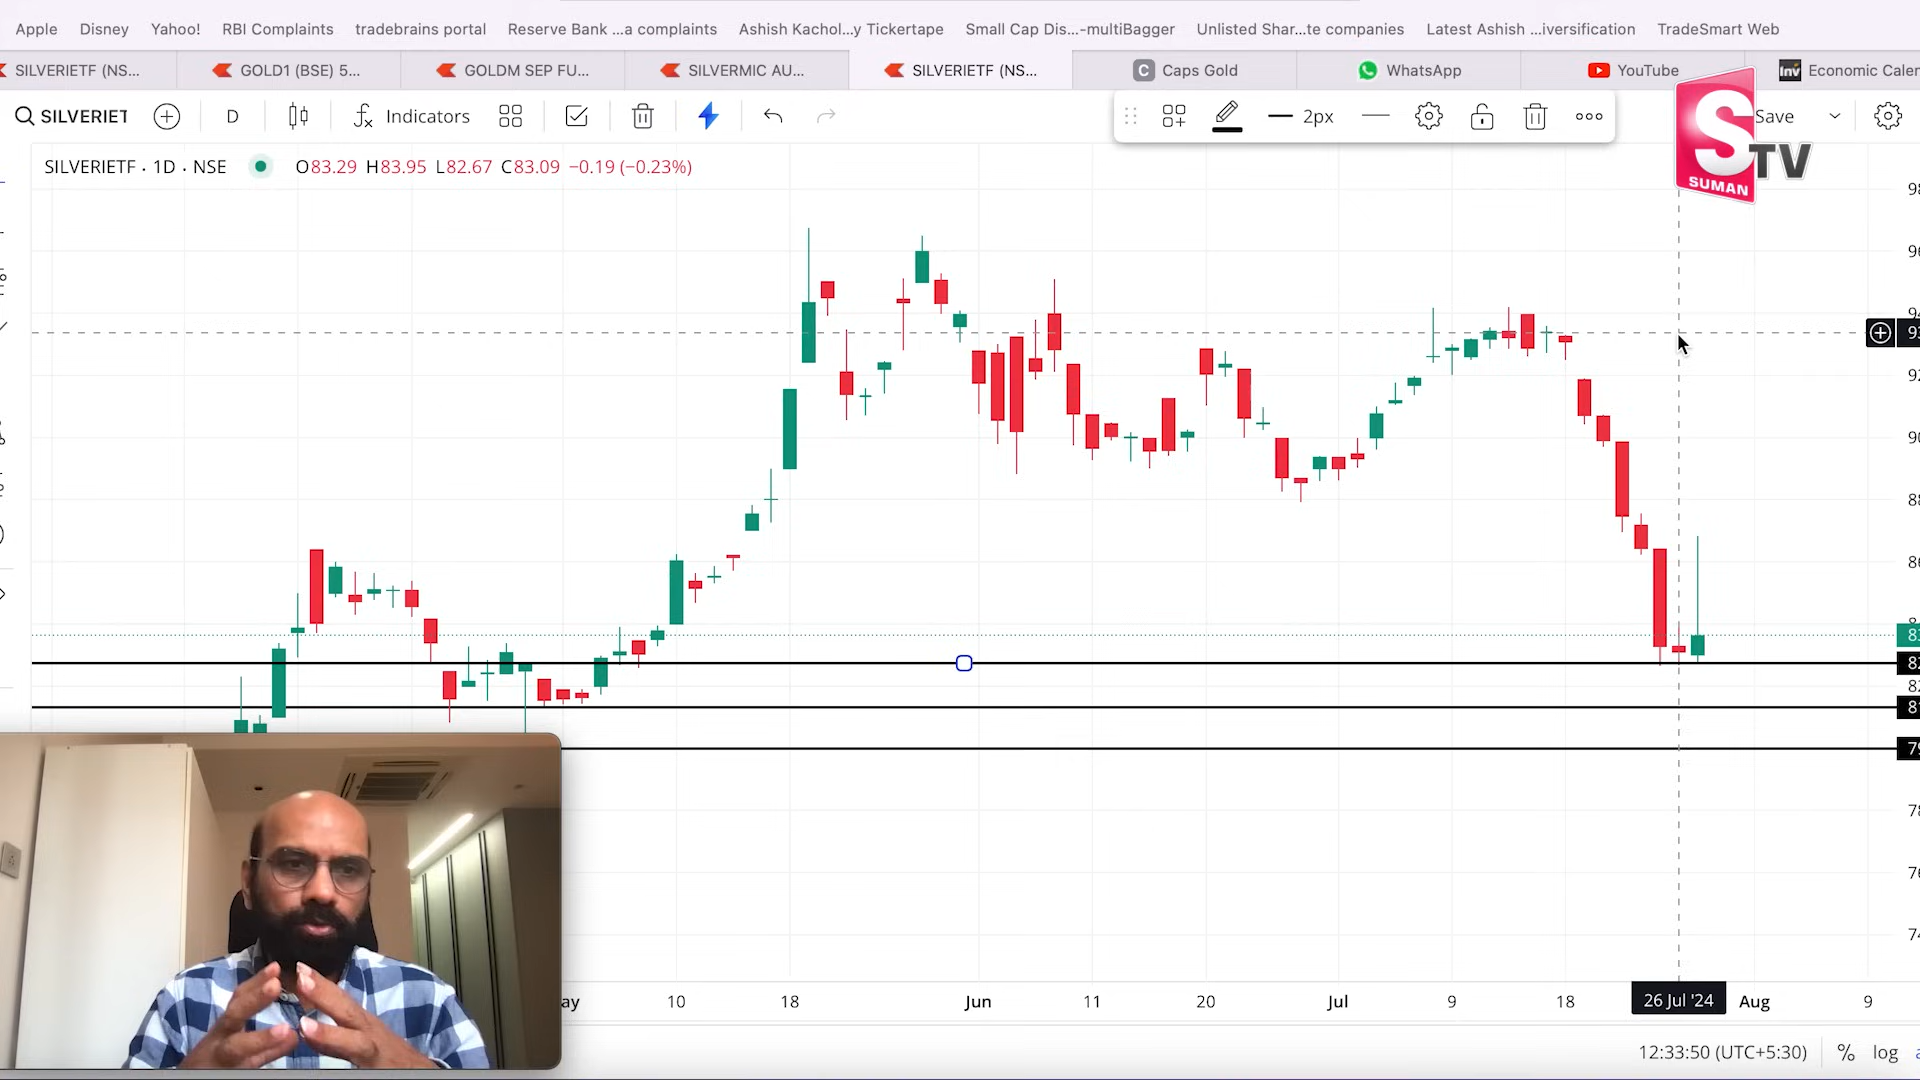 Apple Disney Yahoo! RBI Complaints tradebrains portal Reserve Bank ...a complaints Ashish Kachol...y Tickertape Small Cap Dis...-multiBagger Unlisted Shar...te companies Latest Ashish ...iversification TradeSmart Web
SILVERIETF (NS... GOLD1 (BSE) 5... GOLDM SEP FU... SILVERMIC AU... SILVERIETF (NS... C Caps Gold WhatsApp YouTube Inv Economic Caler
SILVERIET D Indicators 2px Save
S TV
SUMAN
SILVERIETF · 1D · NSE O83.29 H83.95 L82.67 C83.09 −0.19 (−0.23%)
78
76
ay 10 18 Jun 11 20 Jul 9 18 26 Jul '24 Aug 9
12:33:50 (UTC+5:30) % log